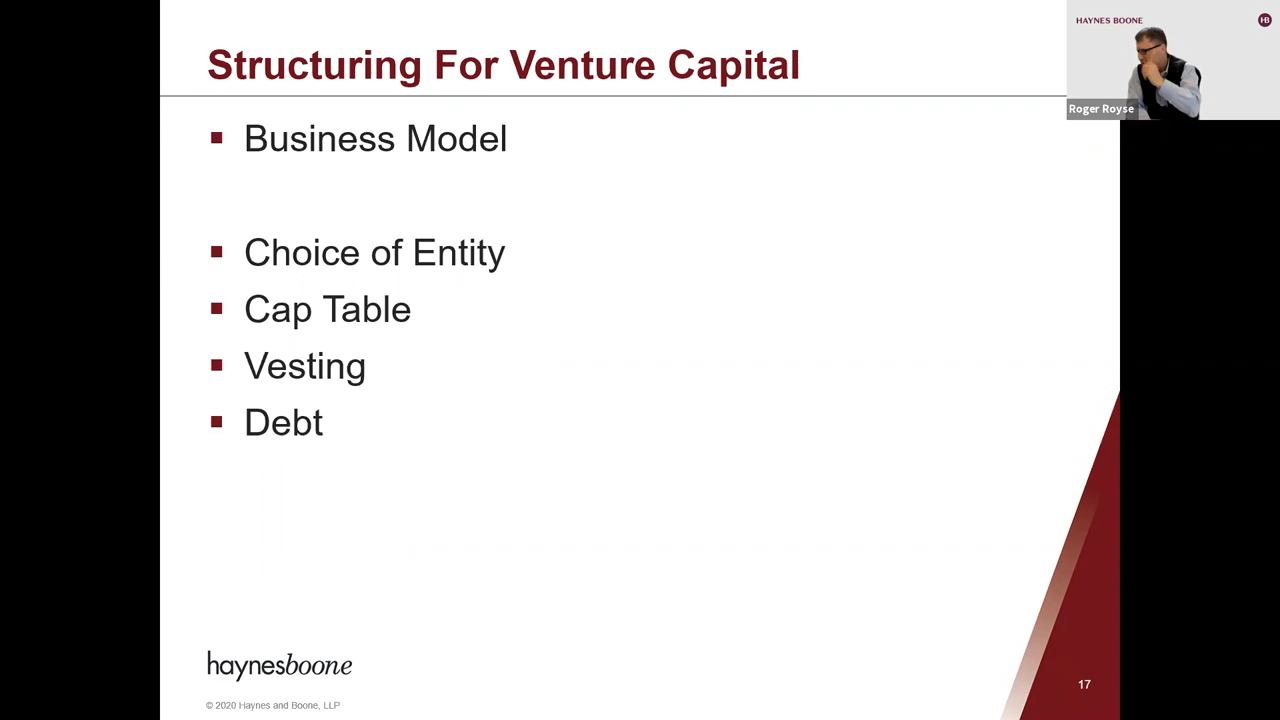 Structuring For Venture Capital
HAYNES BOONE
HB
Roger Royse
▪ Business Model
▪ Choice of Entity
▪ Cap Table
▪ Vesting
▪ Debt
haynesboone
17
© 2020 Haynes and Boone, LLP